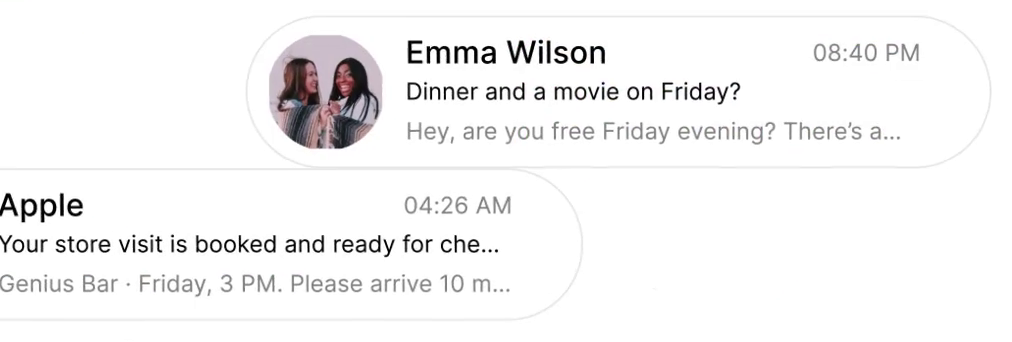 Emma Wilson 08:40 PM
Dinner and a movie on Friday?
Hey, are you free Friday evening? There’s a...
Apple 04:26 AM
Your store visit is booked and ready for che...
Genius Bar · Friday, 3 PM. Please arrive 10 m...